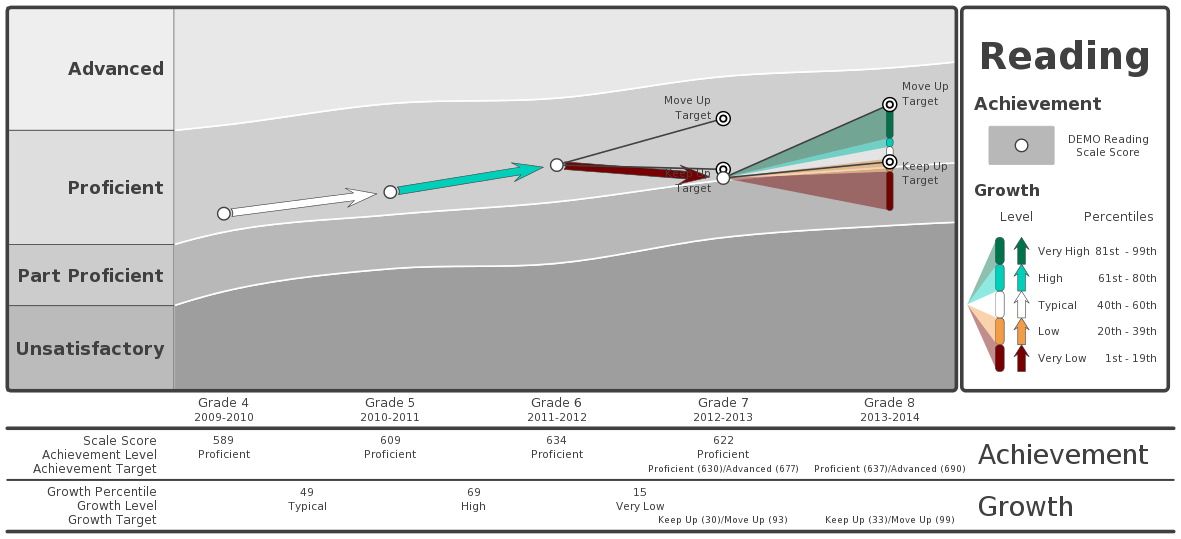 Advanced
Proficient
Part Proficient
Unsatisfactory
Move Up
Target
Keep Up
Target
Move Up
Target
Keep Up
Target
Reading
Achievement
DEMO Reading
Scale Score
Growth
Level Percentiles
Very High 81st - 99th
High 61st - 80th
Typical 40th - 60th
Low 20th - 39th
Very Low 1st - 19th
Grade 4 Grade 5 Grade 6 Grade 7 Grade 8
2009-2010 2010-2011 2011-2012 2012-2013 2013-2014
Scale Score 589 609 634 622
Achievement Level Proficient Proficient Proficient Proficient
Achievement Target Proficient (630)/Advanced (677) Proficient (637)/Advanced (690)
Achievement
Growth Percentile 49 69 15
Growth Level Typical High Very Low
Growth Target Keep Up (30)/Move Up (93) Keep Up (33)/Move Up (99)
Growth